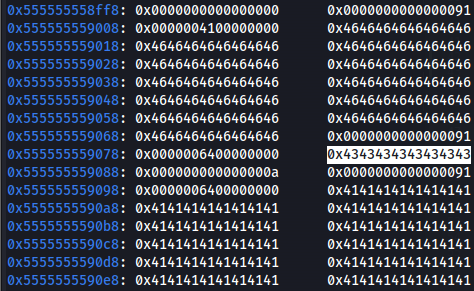 0x555555558ff8: 0x0000000000000000 0x0000000000000091
0x555555559008: 0x0000004100000000 0x4646464646464646
0x555555559018: 0x4646464646464646 0x4646464646464646
0x555555559028: 0x4646464646464646 0x4646464646464646
0x555555559038: 0x4646464646464646 0x4646464646464646
0x555555559048: 0x4646464646464646 0x4646464646464646
0x555555559058: 0x4646464646464646 0x4646464646464646
0x555555559068: 0x4646464646464646 0x0000000000000091
0x555555559078: 0x0000006400000000 0x4343434343434343
0x555555559088: 0x000000000000000a 0x0000000000000091
0x555555559098: 0x0000006400000000 0x4141414141414141
0x5555555590a8: 0x4141414141414141 0x4141414141414141
0x5555555590b8: 0x4141414141414141 0x4141414141414141
0x5555555590c8: 0x4141414141414141 0x4141414141414141
0x5555555590d8: 0x4141414141414141 0x4141414141414141
0x5555555590e8: 0x4141414141414141 0x4141414141414141